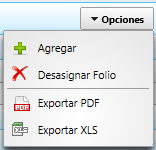 Opciones
Agregar
Desasignar Folio
Exportar PDF
Exportar XLS